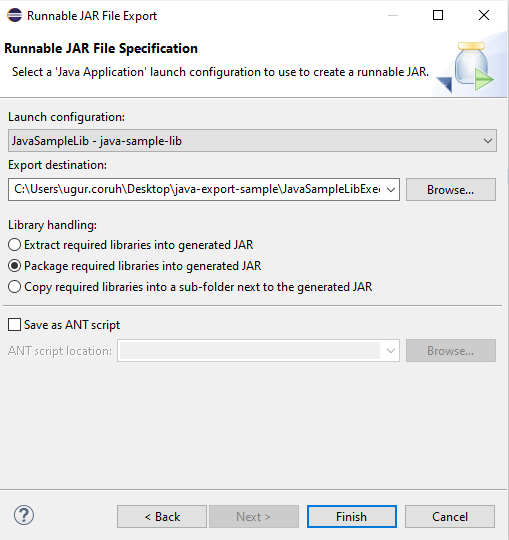 Runnable JAR File Export
Runnable JAR File Specification
Select a 'Java Application' launch configuration to use to create a runnable JAR.
Launch configuration:
JavaSampleLib - java-sample-lib
Export destination:
C:\Users\ugur.coruh\Desktop\java-export-sample\JavaSampleLibExe Browse...
Library handling:
Extract required libraries into generated JAR
Package required libraries into generated JAR
Copy required libraries into a sub-folder next to the generated JAR
Save as ANT script
ANT script location: Browse...
? < Back Next > Finish Cancel